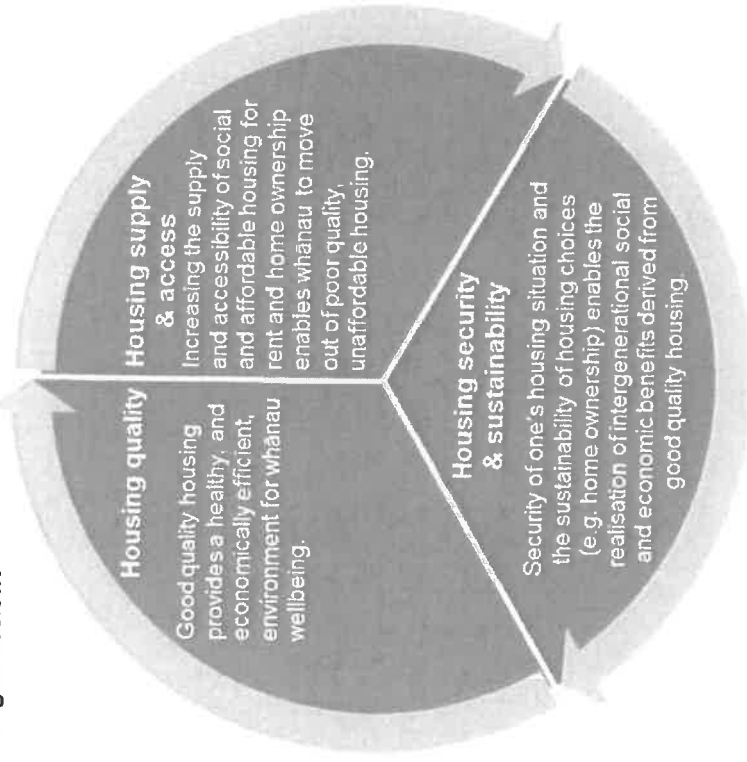 Housing quality
Good quality housing
provides a healthy, and
economically efficient,
environment for whānau
wellbeing.
Housing supply
& access
Increasing the supply
and accessibility of social
and affordable housing for
rent and home ownership
enables whānau to move
out of poor quality,
unaffordable housing.
Housing security
& sustainability
Security of one's housing situation and
the sustainability of housing choices
(e.g. home ownership) enables the
realisation of intergenerational social
and economic benefits derived from
good quality housing.